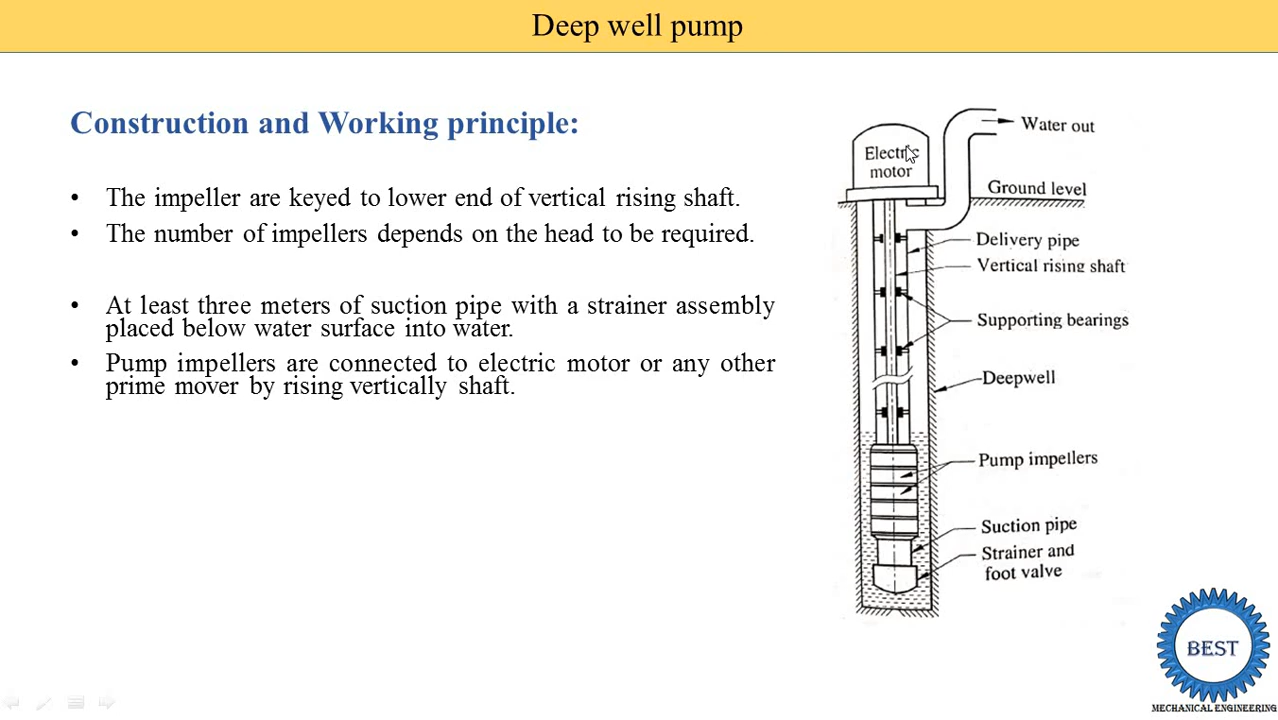 Deep well pump
Construction and Working principle:
• The impeller are keyed to lower end of vertical rising shaft.
• The number of impellers depends on the head to be required.
• At least three meters of suction pipe with a strainer assembly
placed below water surface into water.
• Pump impellers are connected to electric motor or any other
prime mover by rising vertically shaft.
Water out
Electric
motor
Ground level
Delivery pipe
Vertical rising shaft
Supporting bearings
Deepwell
Pump impellers
Suction pipe
Strainer and
foot valve
BEST
MECHANICAL ENGINEERING